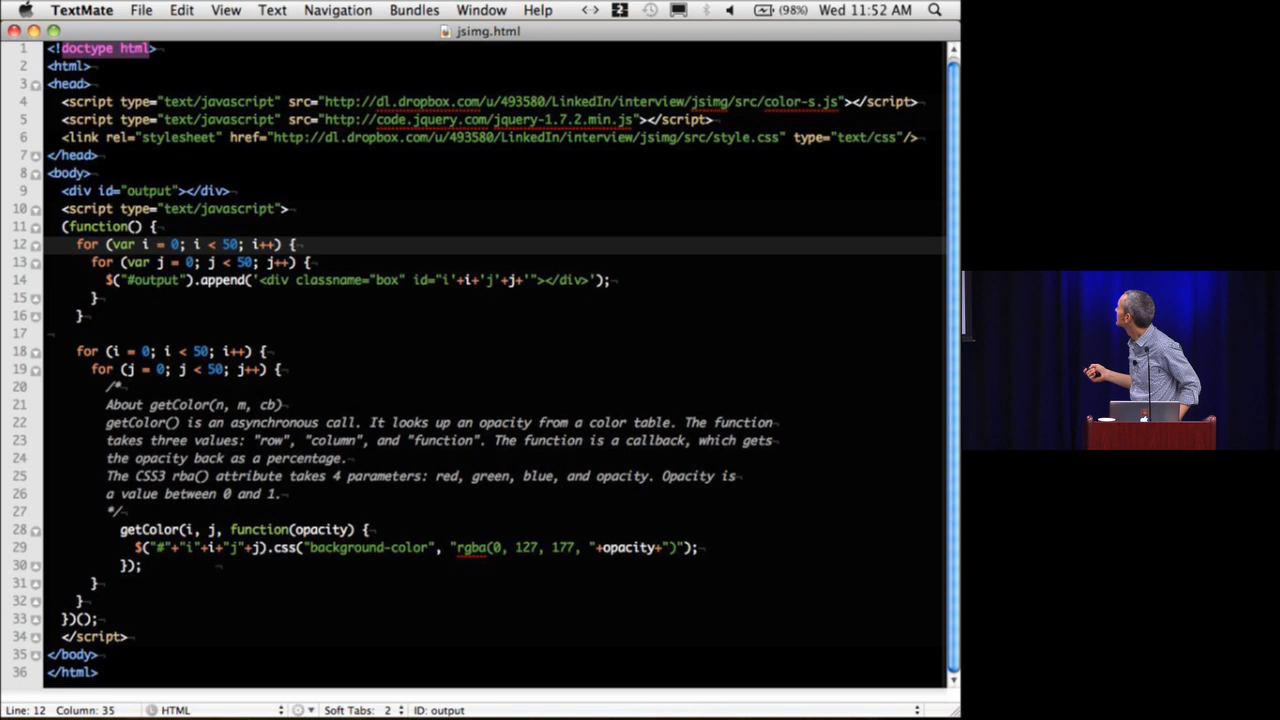 TextMate File Edit View Text Navigation Bundles Window Help 2 (98%) Wed 11:52 AM
jsimg.html
1 <!doctype html>
2 <html>
3 <head>
4 <script type="text/javascript" src="http://dl.dropbox.com/u/493580/LinkedIn/interview/jsimg/src/color-s.js"></script>
5 <script type="text/javascript" src="http://code.jquery.com/jquery-1.7.2.min.js"></script>
6 <link rel="stylesheet" href="http://dl.dropbox.com/u/493580/LinkedIn/interview/jsimg/src/style.css" type="text/css"/>
7 </head>
8 <body>
9 <div id="output"></div>
10 <script type="text/javascript">
11 (function() {
12 for (var i = 0; i < 50; i++) {
13 for (var j = 0; j < 50; j++) {
14 $("#output").append('<div classname="box" id="i'+i+'j'+j+'"></div>');
15 }
16 }
17
18 for (i = 0; i < 50; i++) {
19 for (j = 0; j < 50; j++) {
20 /*
21 About getColor(n, m, cb)
22 getColor() is an asynchronous call. It looks up an opacity from a color table. The function
23 takes three values: "row", "column", and "function". The function is a callback, which gets
24 the opacity back as a percentage.
25 The CSS3 rba() attribute takes 4 parameters: red, green, blue, and opacity. Opacity is
26 a value between 0 and 1.
27 */
28 getColor(i, j, function(opacity) {
29 $("#"+"i"+i+"j"+j).css("background-color", "rgba(0, 127, 177, "+opacity+")");
30 });
31 }
32 }
33 })();
34 </script>
35 </body>
36 </html>
Line: 12 Column: 35 HTML Soft Tabs: 2 ID: output